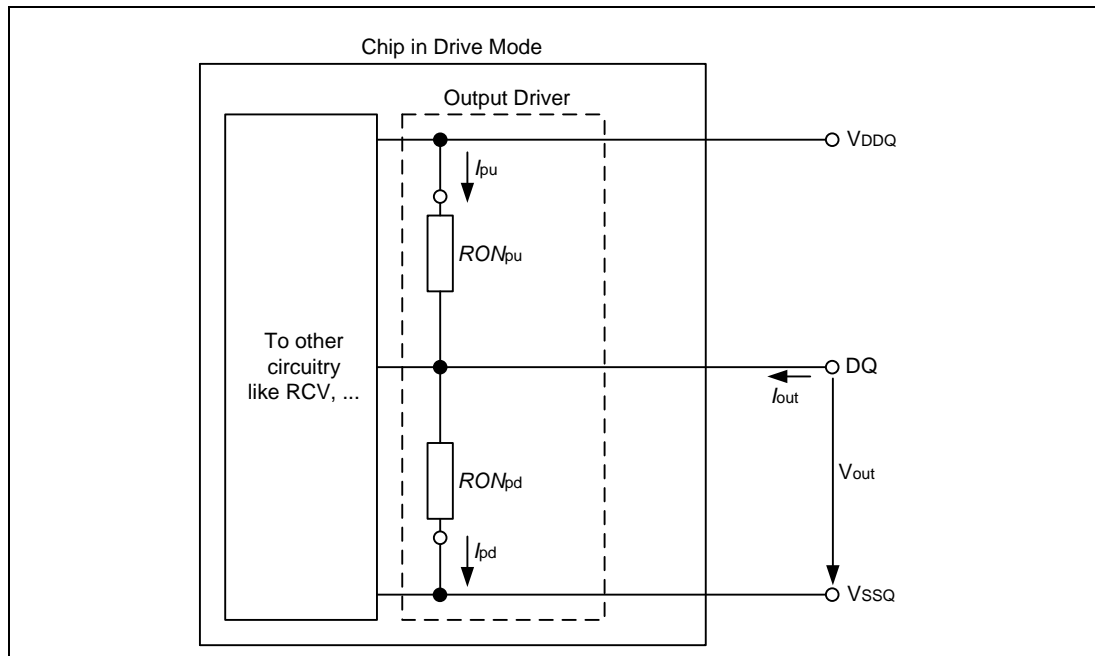 Chip in Drive Mode
Output Driver
VDDQ
Ipu
RONpu
To other
circuitry
like RCV, ...
DQ
Iout
RONpd
Vout
Ipd
VSSQ